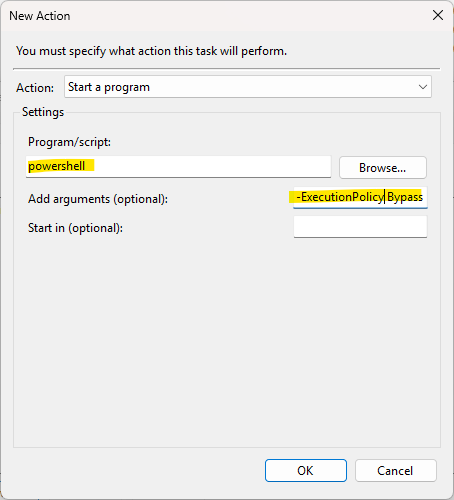 New Action
You must specify what action this task will perform.
Action: Start a program
Settings
Program/script:
powershell
Browse...
Add arguments (optional): -ExecutionPolicy Bypass
Start in (optional):
OK Cancel